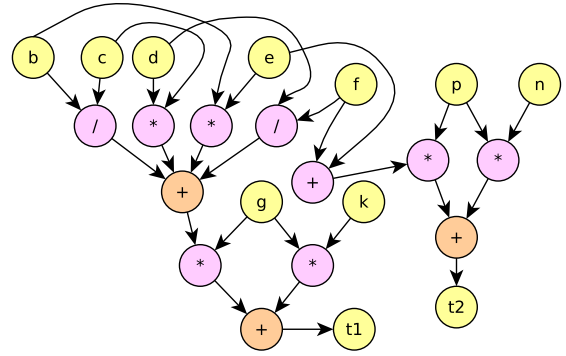 b c d e
f p n
/ * * /
* *
+
+ g k
+
* *
t2
+ t1